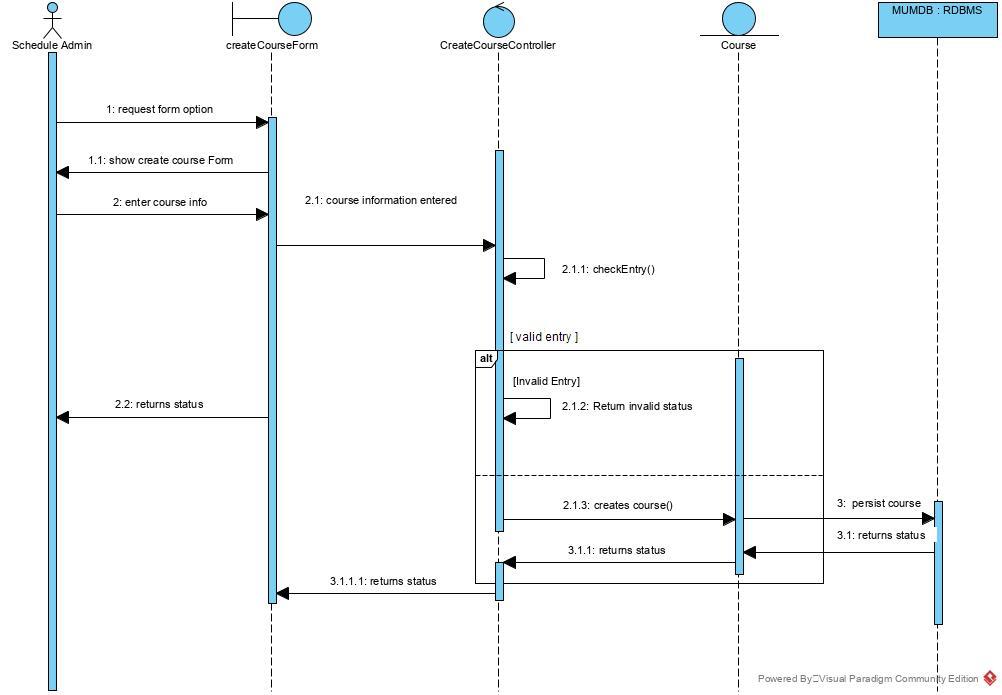 MUMDB : RDBMS
Schedule Admin
createCourseForm
CreateCourseController
Course
1: request form option
1.1: show create course Form
2: enter course info
2.1: course information entered
2.1.1: checkEntry()
[ valid entry ]
alt
[Invalid Entry]
2.1.2: Return invalid status
2.2: returns status
2.1.3: creates course()
3: persist course
3.1: returns status
3.1.1: returns status
3.1.1.1: returns status
Powered By Visual Paradigm Community Edition